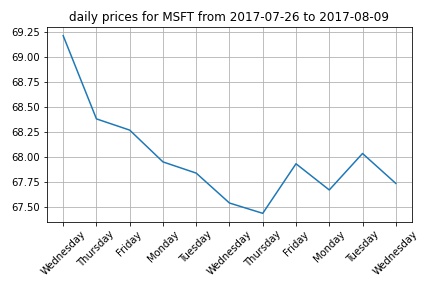 daily prices for MSFT from 2017-07-26 to 2017-08-09
69.25
69.00
68.75
68.50
68.25
68.00
67.75
67.50
Wednesday
Thursday
Friday
Monday
Tuesday
Wednesday
Thursday
Friday
Monday
Tuesday
Wednesday